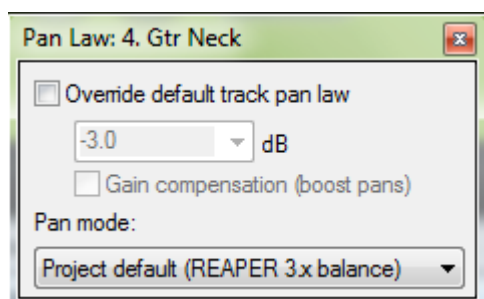 Pan Law: 4. Gtr Neck
Override default track pan law
-3.0 dB
Gain compensation (boost pans)
Pan mode:
Project default (REAPER 3.x balance)